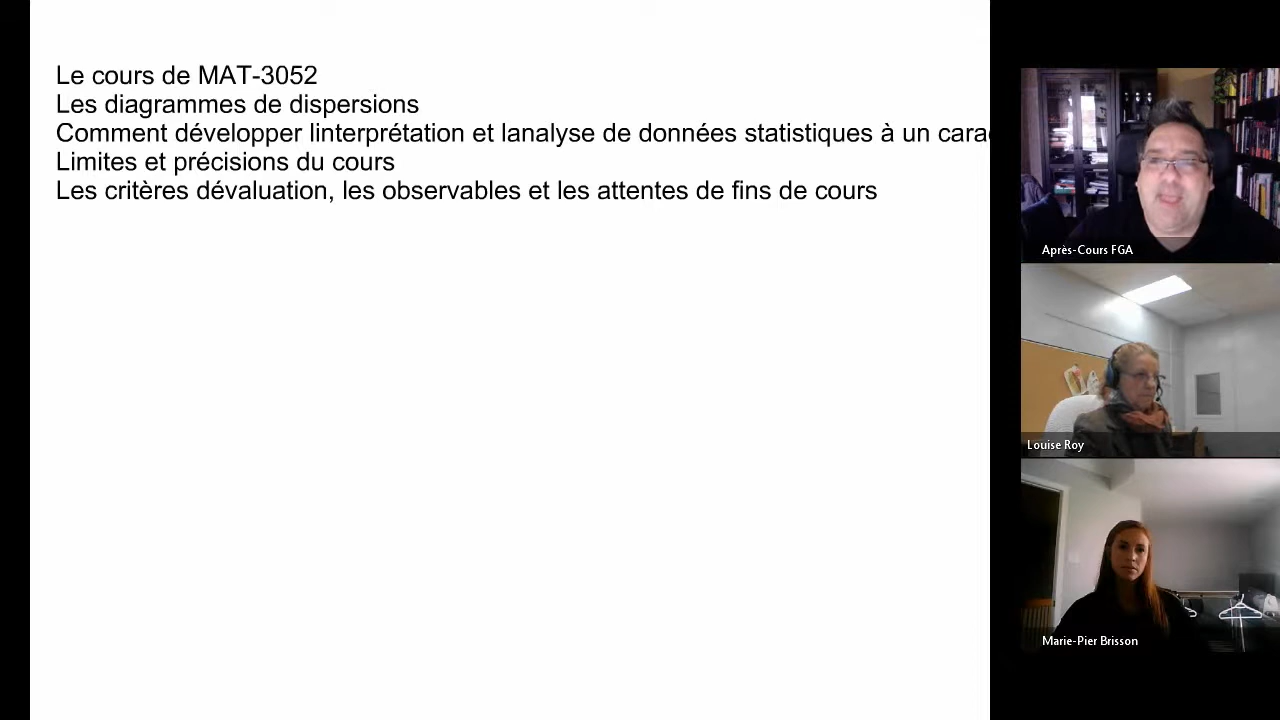 Le cours de MAT-3052
Les diagrammes de dispersions
Comment développer linterprétation et lanalyse de données statistiques à un
Limites et précisions du cours
Les critères dévaluation, les observables et les attentes de fins de cours
Après-Cours FGA
Louise Roy
Marie-Pier Brisson